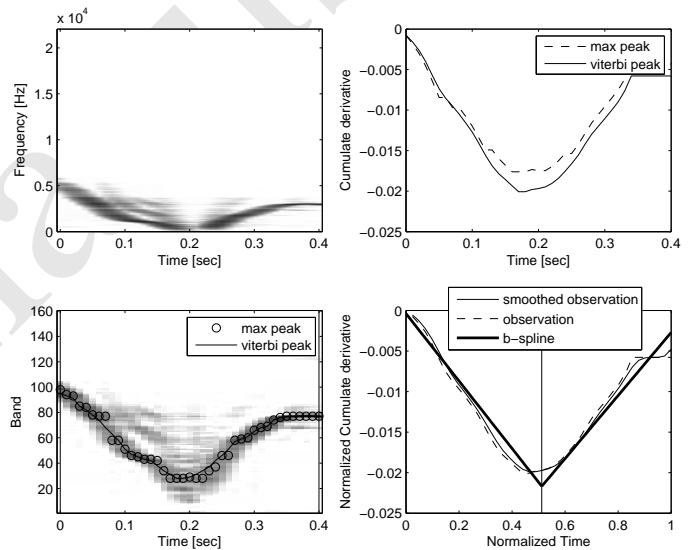 x 10^4
2
1.5
1
0.5
0
Frequency [Hz]
0 0.1 0.2 0.3 0.4
Time [sec]
0
−0.005
−0.01
−0.015
−0.02
−0.025
Cumulate derivative
max peak
viterbi peak
0 0.1 0.2 0.3 0.4
Time [sec]
160
140
120
100
80
60
40
20
Band
max peak
viterbi peak
0 0.1 0.2 0.3 0.4
Time [sec]
0
−0.005
−0.01
−0.015
−0.02
−0.025
Normalized Cumulate derivative
smoothed observation
observation
b−spline
0 0.2 0.4 0.6 0.8 1
Normalized Time